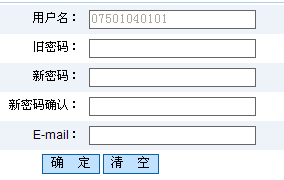 用户名： 07501040101
旧密码：
新密码：
新密码确认：
E-mail：
确 定 清 空